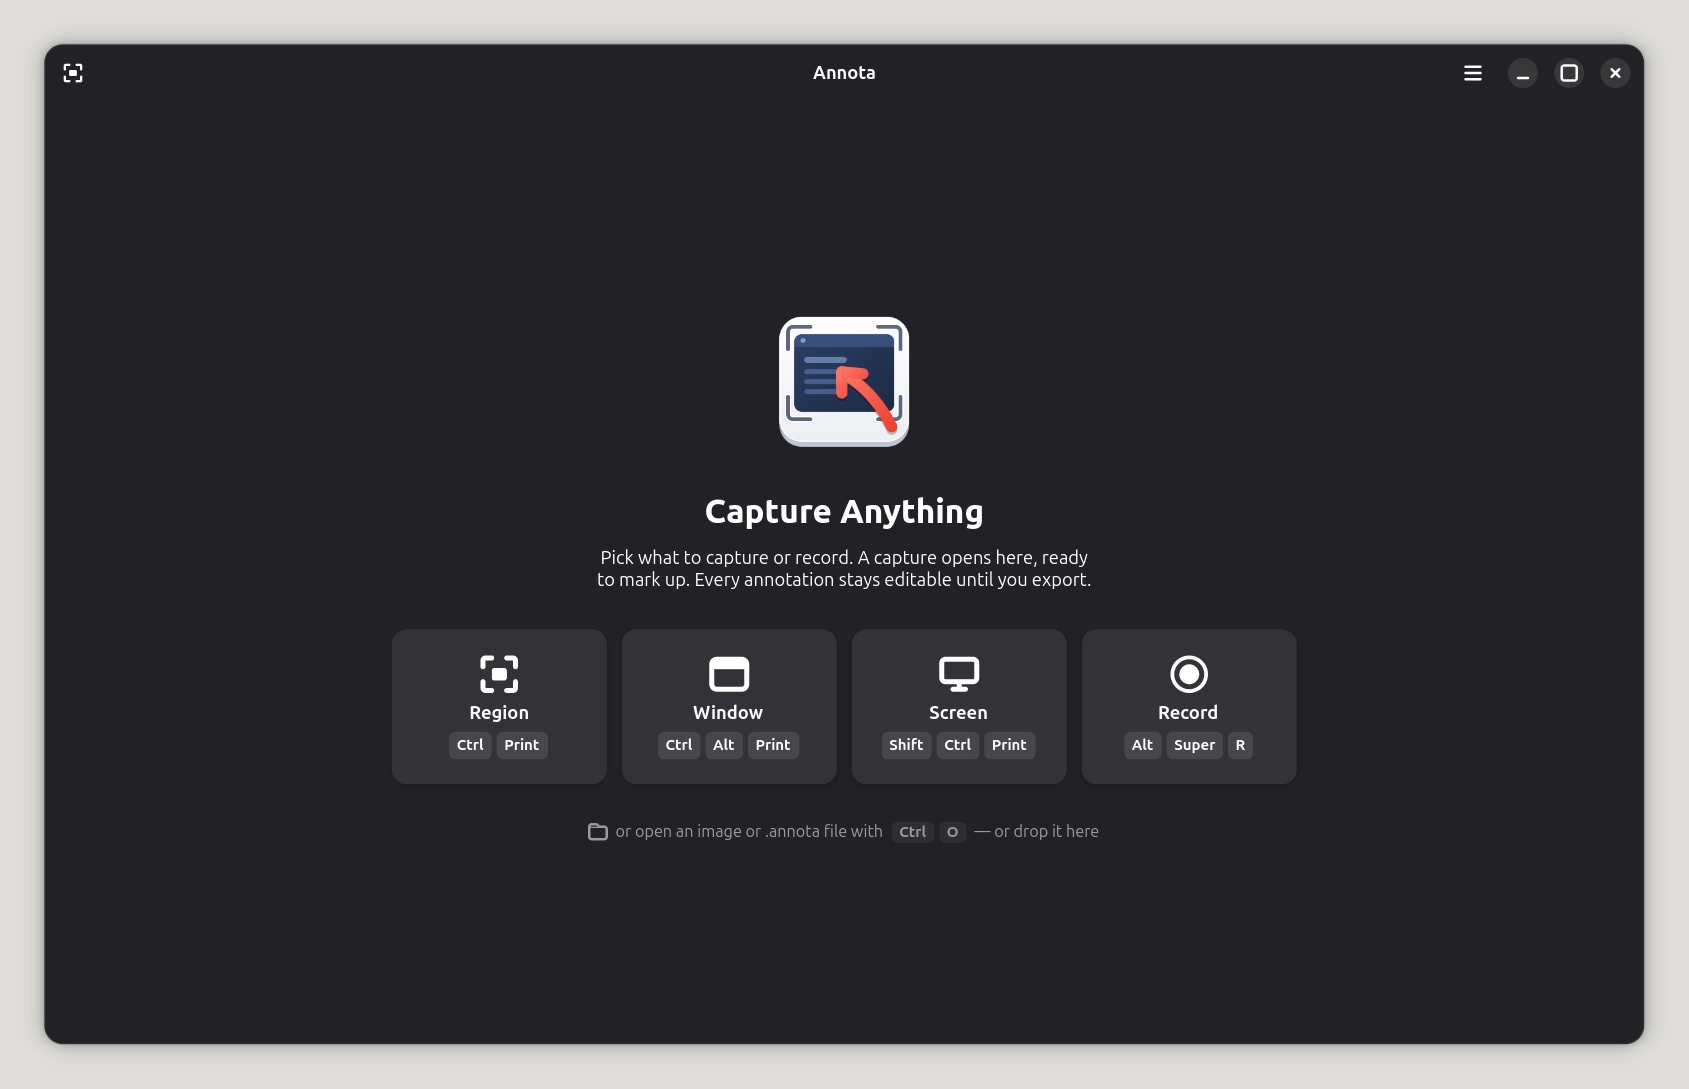 Annota
Capture Anything
Pick what to capture or record. A capture opens here, ready
to mark up. Every annotation stays editable until you export.
Region
Ctrl Print
Window
Ctrl Alt Print
Screen
Shift Ctrl Print
Record
Alt Super R
or open an image or .annota file with Ctrl O — or drop it here